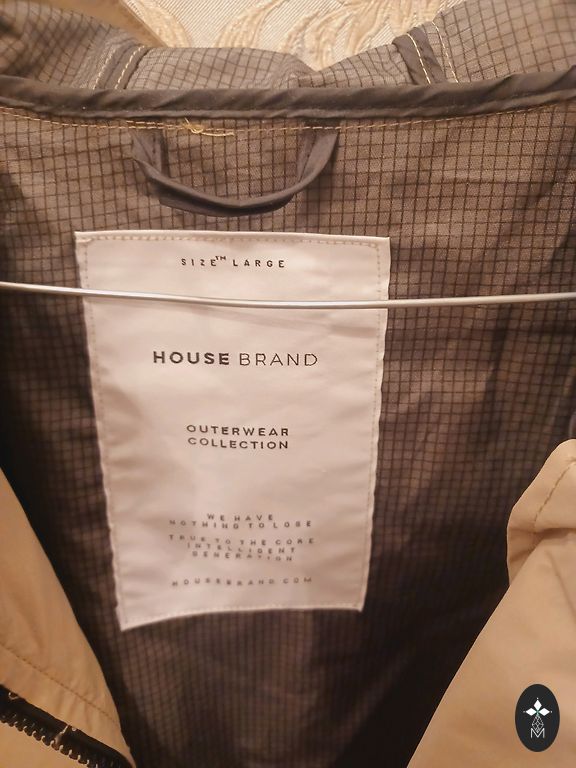 SIZE™ LARGE
HOUSE BRAND
OUTERWEAR
COLLECTION
WE HAVE
NOTHING TO LOSE
TRUE TO THE CORE
INTELLIGENT
GENERATION
HOUSEBRAND.COM
M